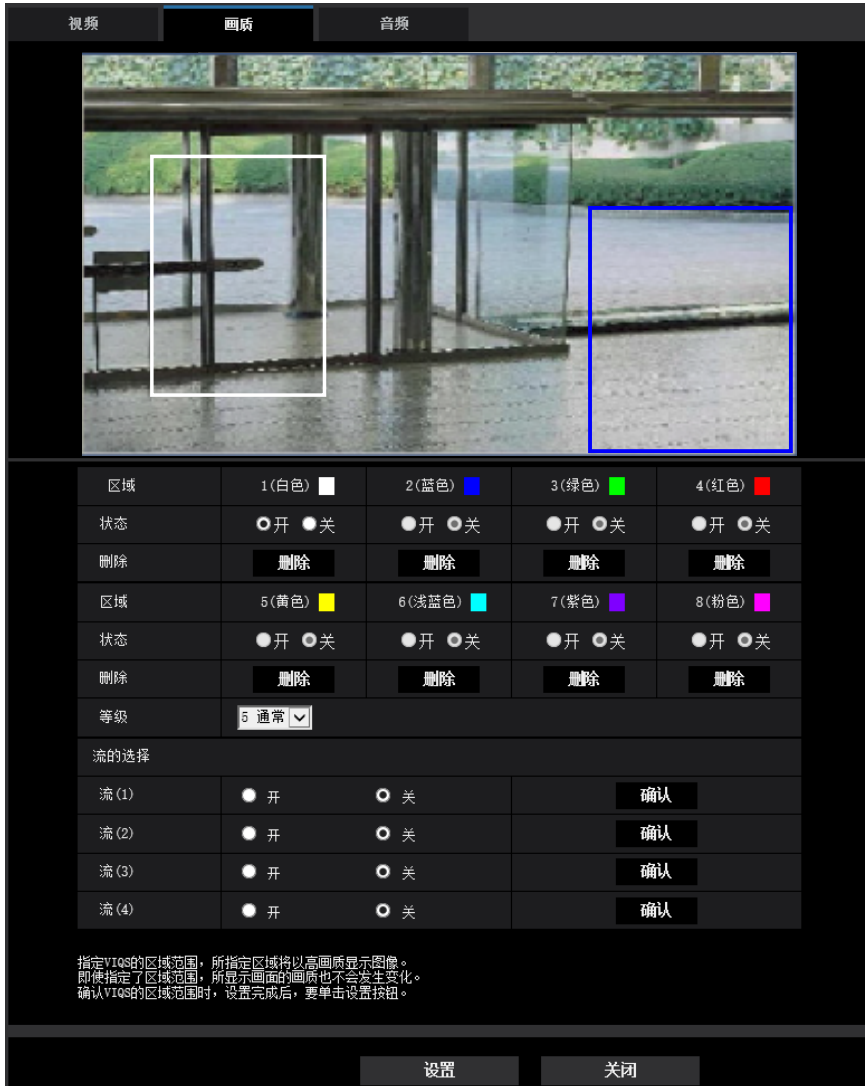 视频 画质 音频
区域 1(白色) 2(蓝色) 3(绿色) 4(红色)
状态 开 关 开 关 开 关 开 关
删除 删除 删除 删除 删除
区域 5(黄色) 6(浅蓝色) 7(紫色) 8(粉色)
状态 开 关 开 关 开 关 开 关
删除 删除 删除 删除 删除
等级 5 通常
流的选择
流(1) 开 关 确认
流(2) 开 关 确认
流(3) 开 关 确认
流(4) 开 关 确认
指定VIQS的区域范围，所指定区域将以高画质显示图像。
即使指定了区域范围，所显示画面的画质也不会发生变化。
确认VIQS的区域范围时，设置完成后，要单击设置按钮。
设置 关闭